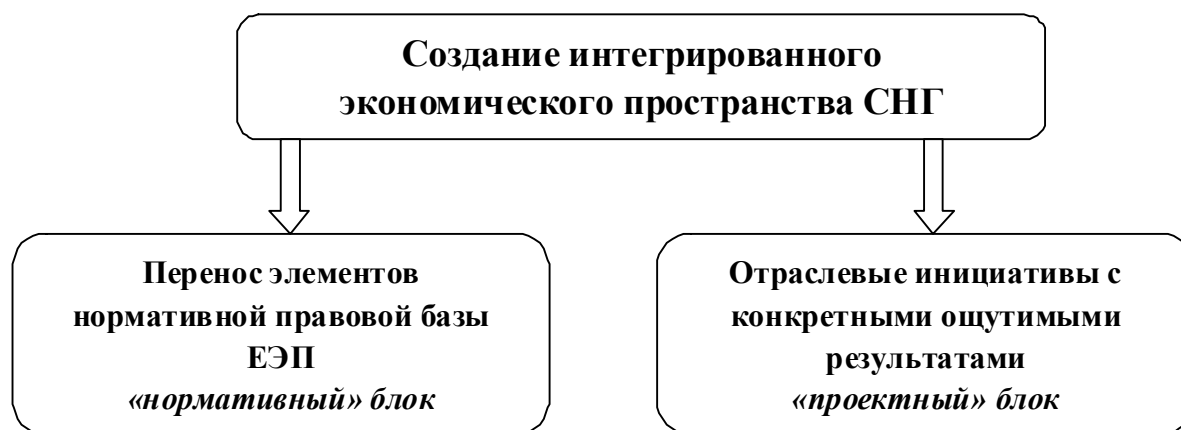 Создание интегрированного
экономического пространства СНГ
Перенос элементов
нормативной правовой базы
ЕЭП
«нормативный» блок
Отраслевые инициативы с
конкретными ощутимыми
результатами
«проектный» блок